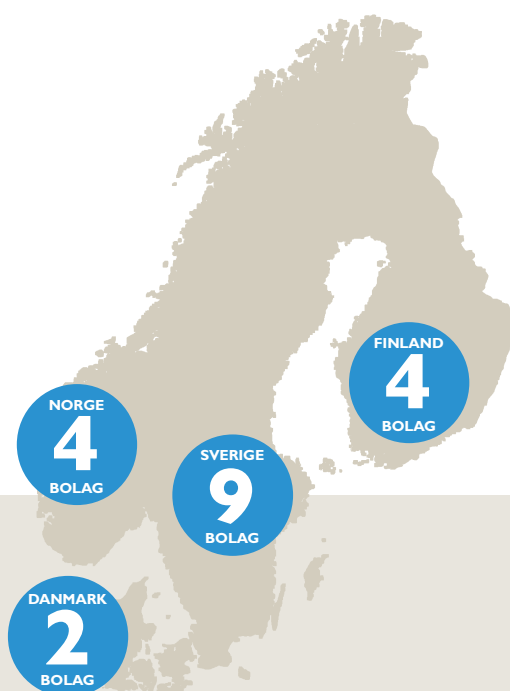 FINLAND
4
BOLAG
NORGE
4
BOLAG
SVERIGE
9
BOLAG
DANMARK
2
BOLAG